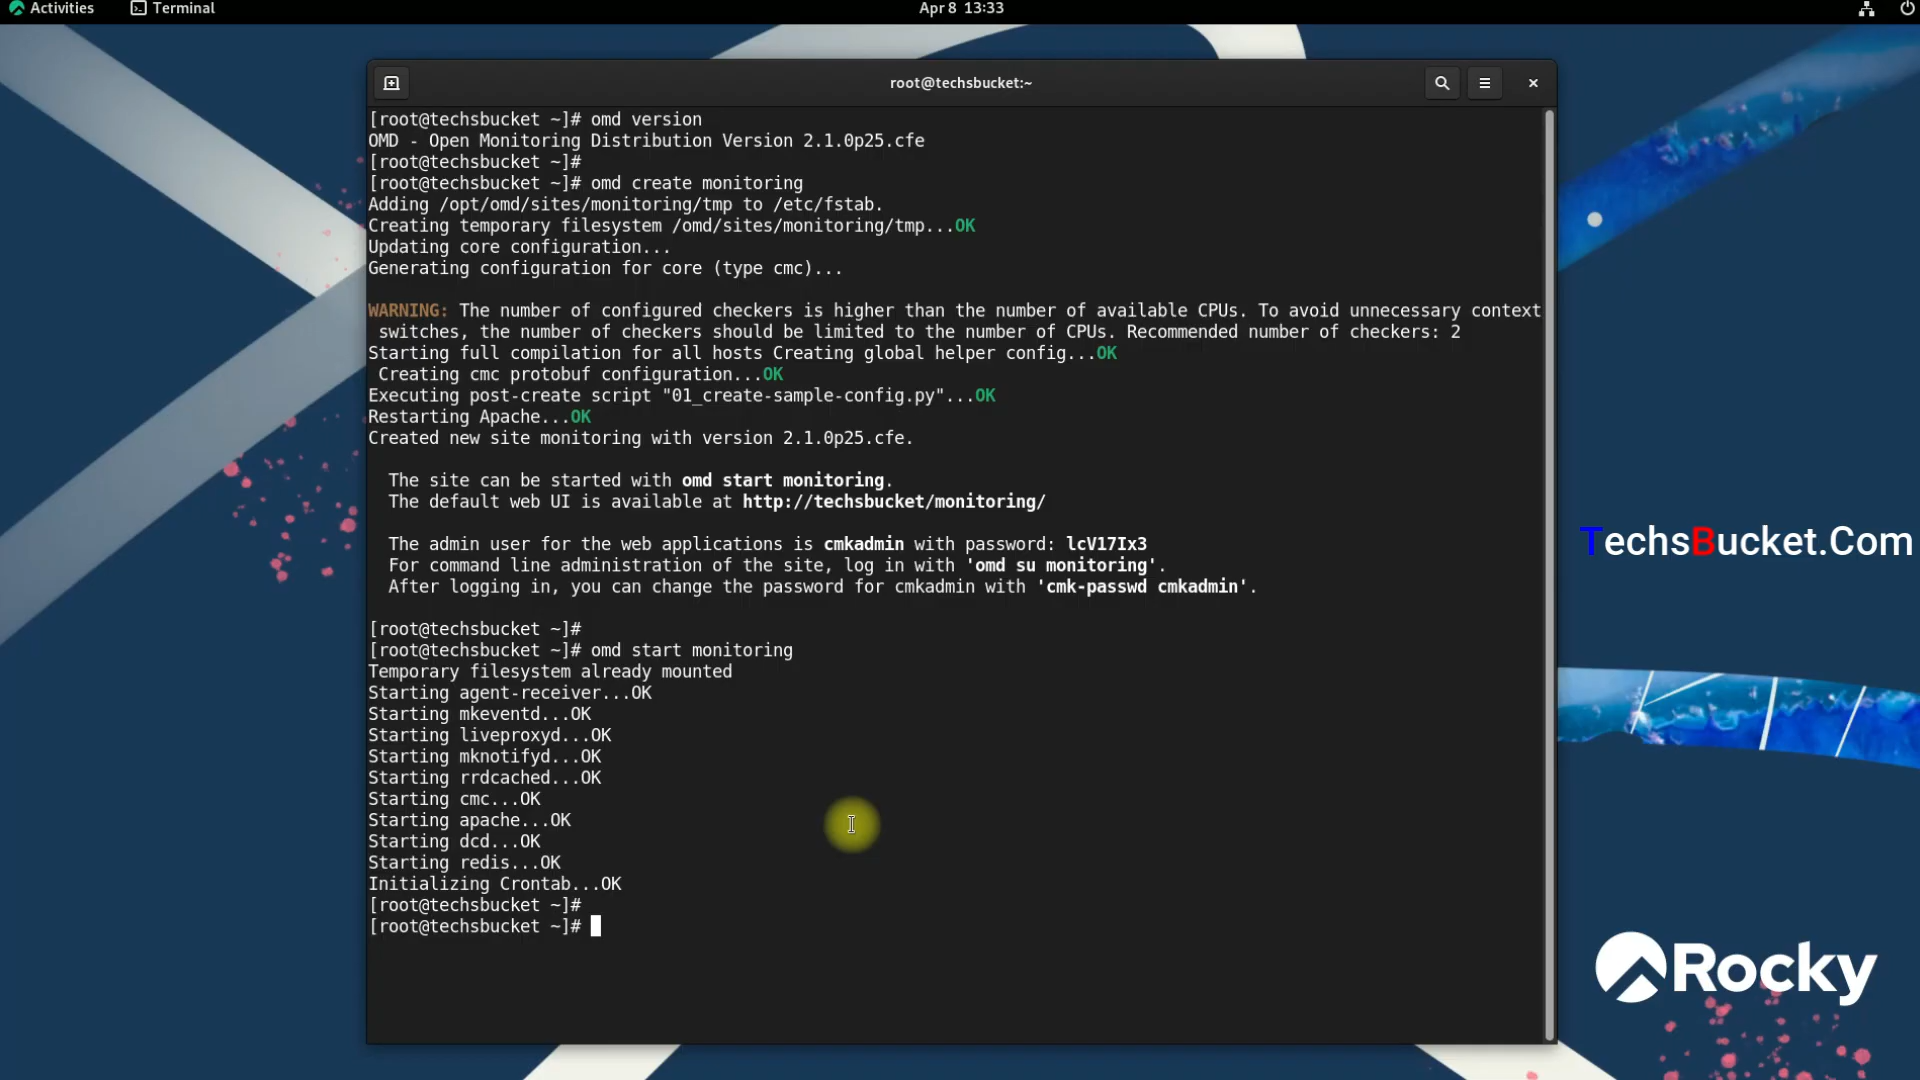 Activities Terminal Apr 8 13:33
root@techsbucket:~
[root@techsbucket ~]# omd version
OMD - Open Monitoring Distribution Version 2.1.0p25.cfe
[root@techsbucket ~]#
[root@techsbucket ~]# omd create monitoring
Adding /opt/omd/sites/monitoring/tmp to /etc/fstab.
Creating temporary filesystem /omd/sites/monitoring/tmp...OK
Updating core configuration...
Generating configuration for core (type cmc)...
WARNING: The number of configured checkers is higher than the number of available CPUs. To avoid unnecessary context
switches, the number of checkers should be limited to the number of CPUs. Recommended number of checkers: 2
Starting full compilation for all hosts Creating global helper config...OK
Creating cmc protobuf configuration...OK
Executing post-create script "01_create-sample-config.py"...OK
Restarting Apache...OK
Created new site monitoring with version 2.1.0p25.cfe.
The site can be started with omd start monitoring.
The default web UI is available at http://techsbucket/monitoring/
The admin user for the web applications is cmkadmin with password: lcV17Ix3
For command line administration of the site, log in with 'omd su monitoring'.
After logging in, you can change the password for cmkadmin with 'cmk-passwd cmkadmin'.
[root@techsbucket ~]#
[root@techsbucket ~]# omd start monitoring
Temporary filesystem already mounted
Starting agent-receiver...OK
Starting mkeventd...OK
Starting liveproxyd...OK
Starting mknotifyd...OK
Starting rrdcached...OK
Starting cmc...OK
Starting apache...OK
Starting dcd...OK
Starting redis...OK
Initializing Crontab...OK
[root@techsbucket ~]#
[root@techsbucket ~]#
TechsBucket.Com
Rocky